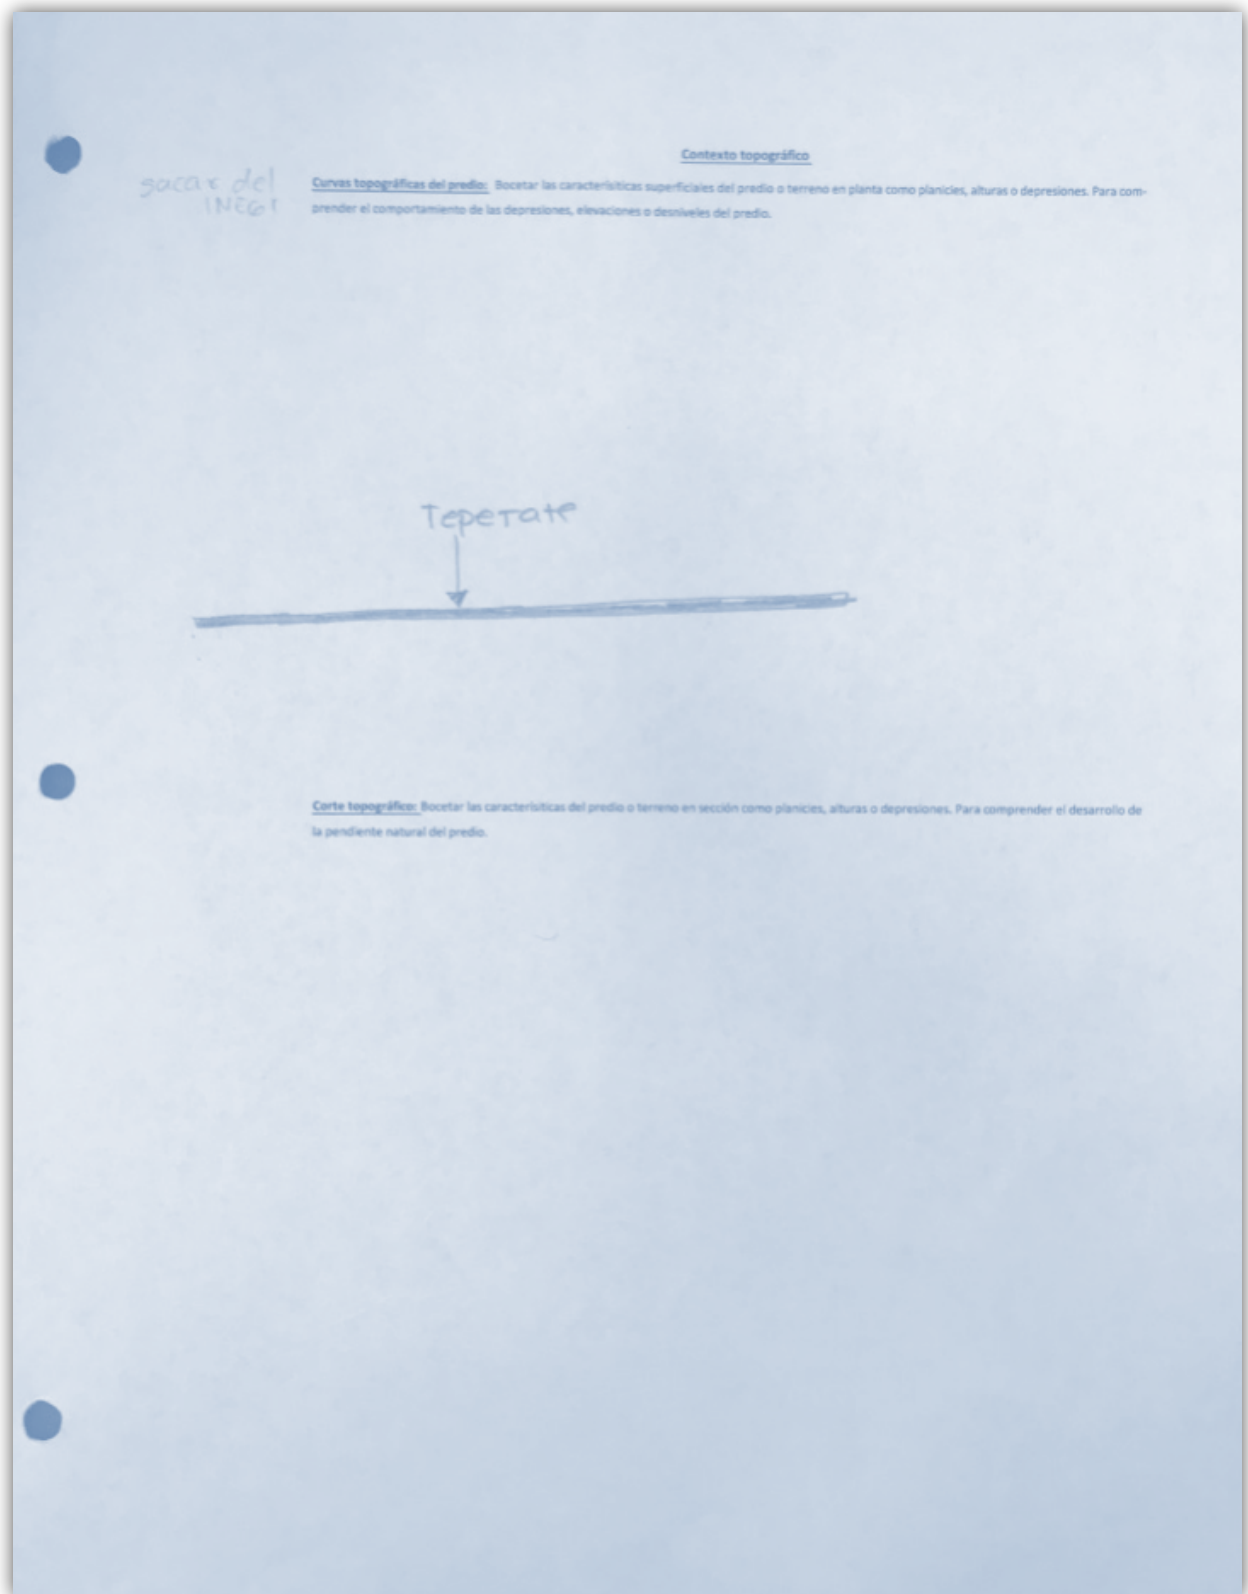 Contexto topográfico
sacar del
INEGI
Curvas topográficas del predio: Bocetar las caracterísiticas superficiales del predio o terreno en planta como planicies, alturas o depresiones. Para com-
prender el comportamiento de las depresiones, elevaciones o desniveles del predio.
Tepetate
Corte topográfico: Bocetar las caracterísiticas del predio o terreno en sección como planicies, alturas o depresiones. Para comprender el desarrollo de
la pendiente natural del predio.